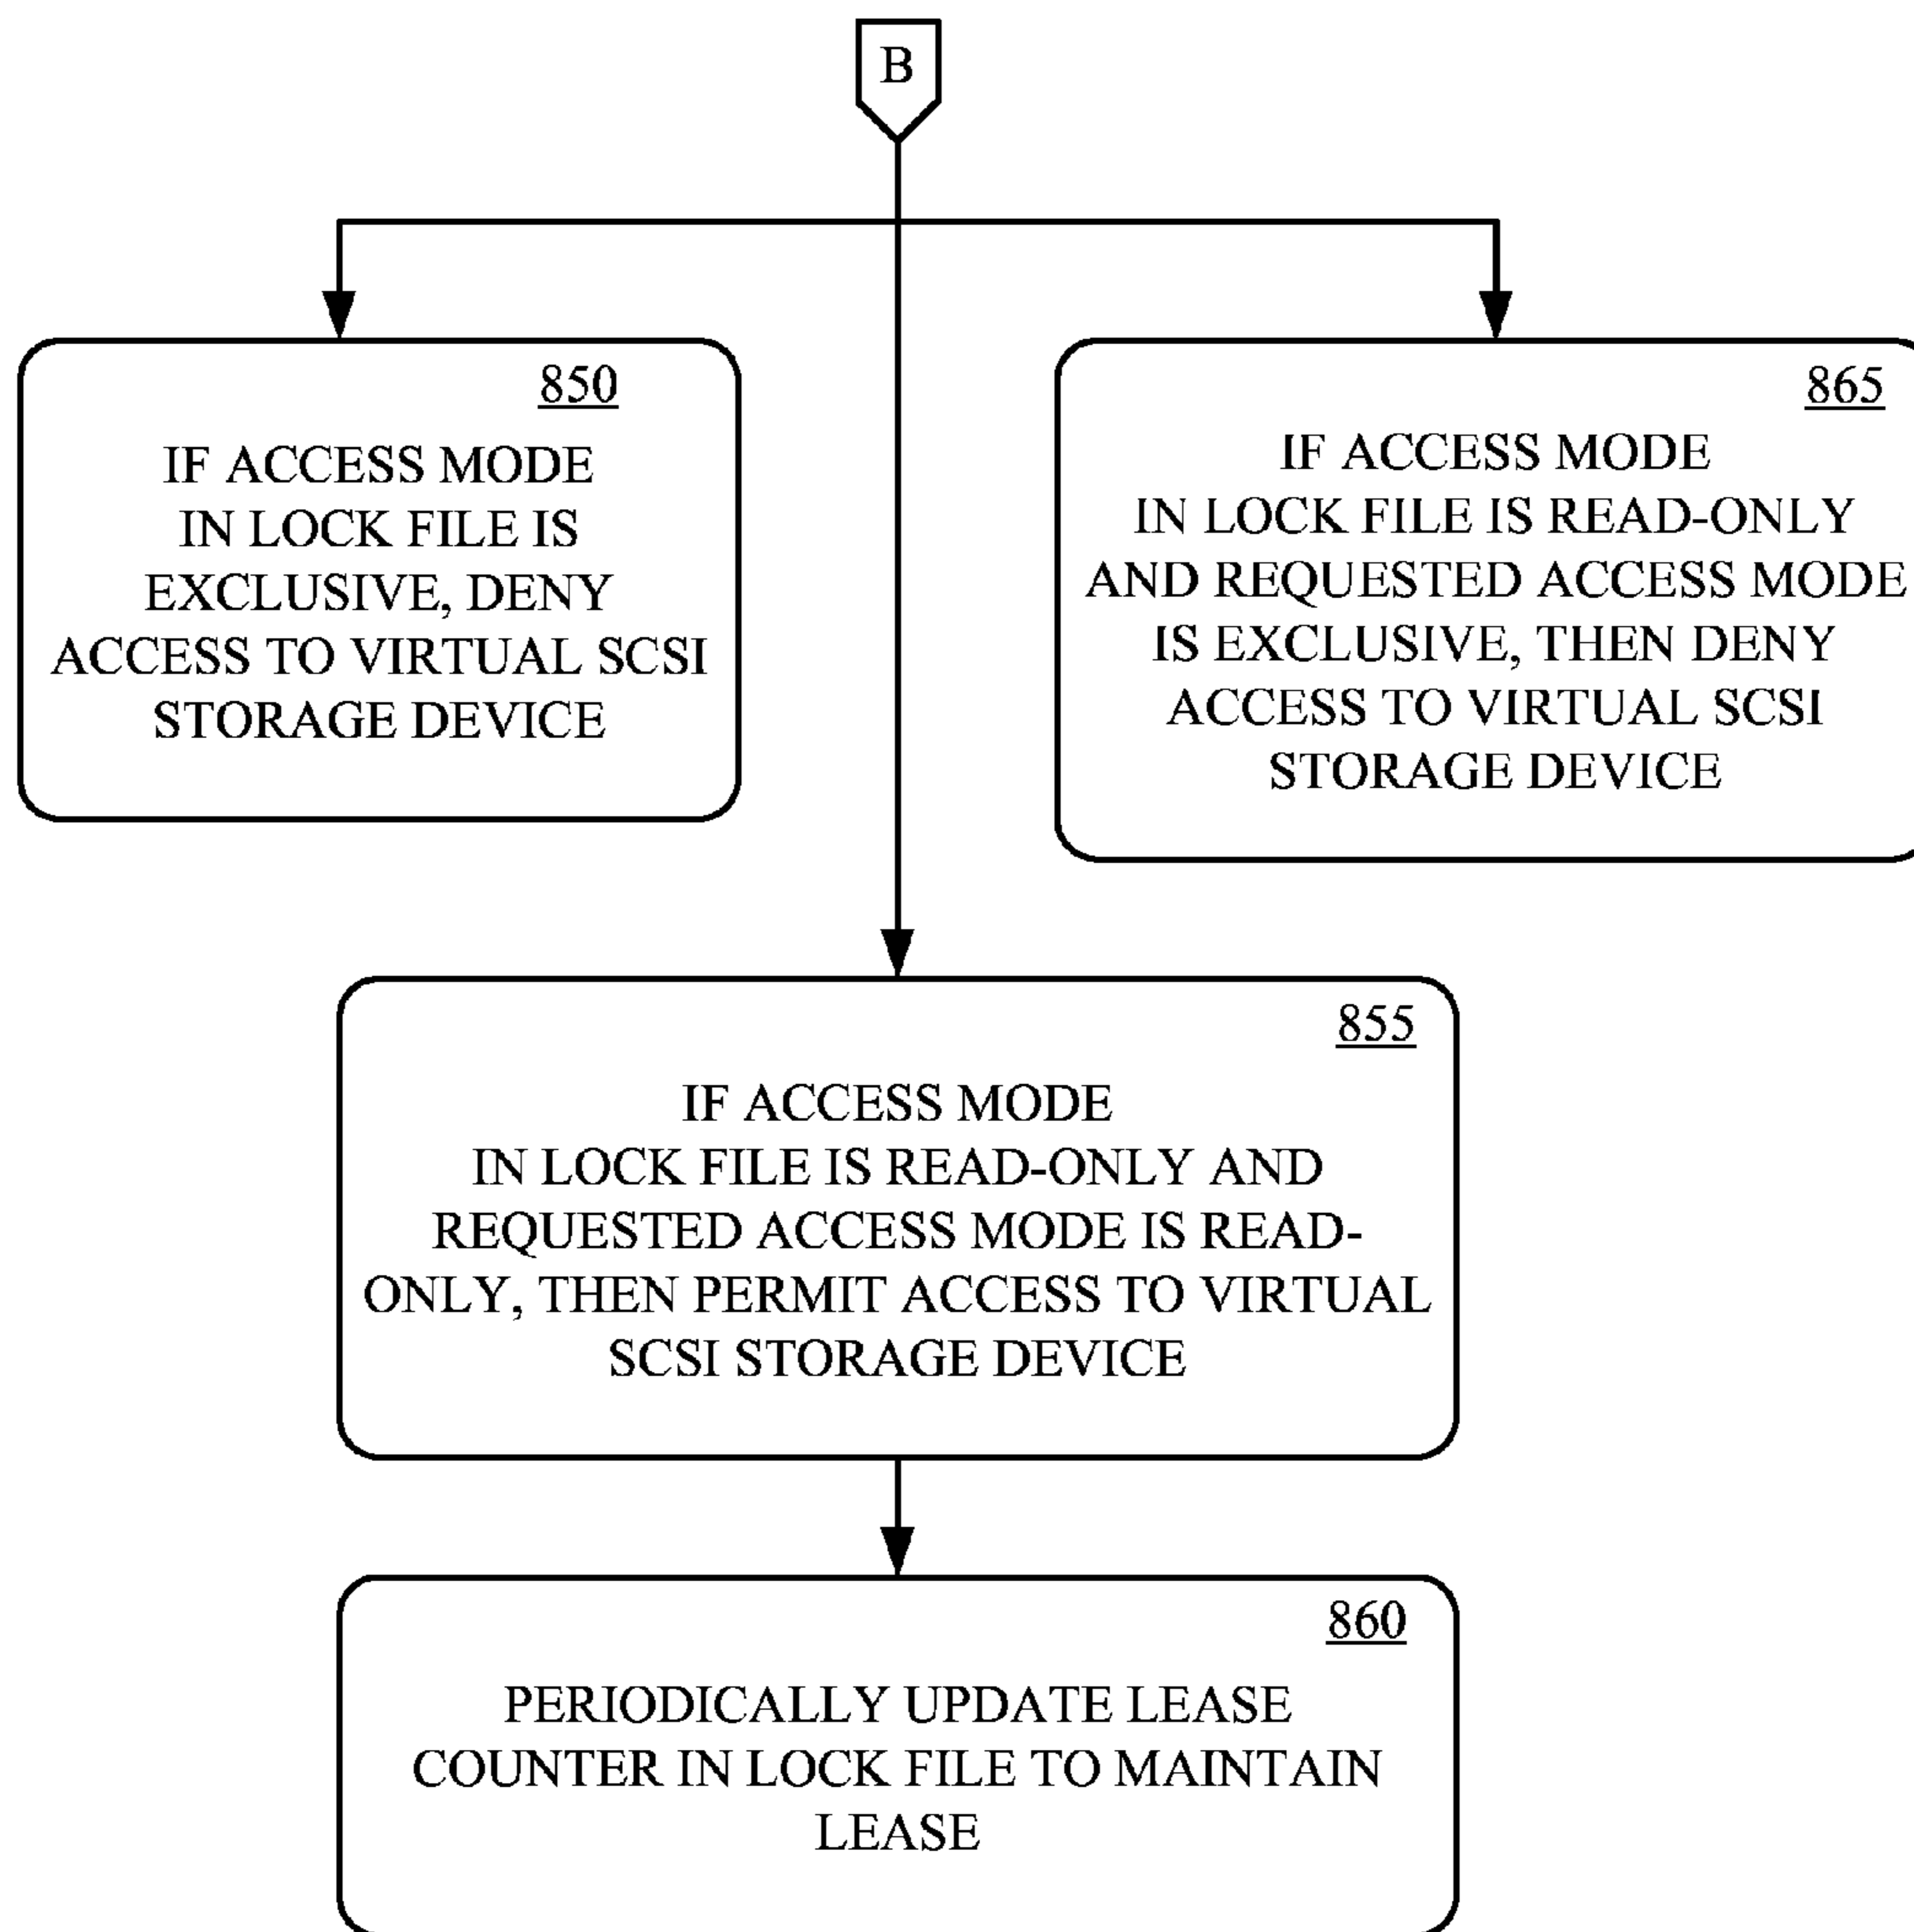 B
850
IF ACCESS MODE
IN LOCK FILE IS
EXCLUSIVE, DENY
ACCESS TO VIRTUAL SCSI
STORAGE DEVICE
865
IF ACCESS MODE
IN LOCK FILE IS READ-ONLY
AND REQUESTED ACCESS MODE
IS EXCLUSIVE, THEN DENY
ACCESS TO VIRTUAL SCSI
STORAGE DEVICE
855
IF ACCESS MODE
IN LOCK FILE IS READ-ONLY AND
REQUESTED ACCESS MODE IS READ-
ONLY, THEN PERMIT ACCESS TO VIRTUAL
SCSI STORAGE DEVICE
860
PERIODICALLY UPDATE LEASE
COUNTER IN LOCK FILE TO MAINTAIN
LEASE